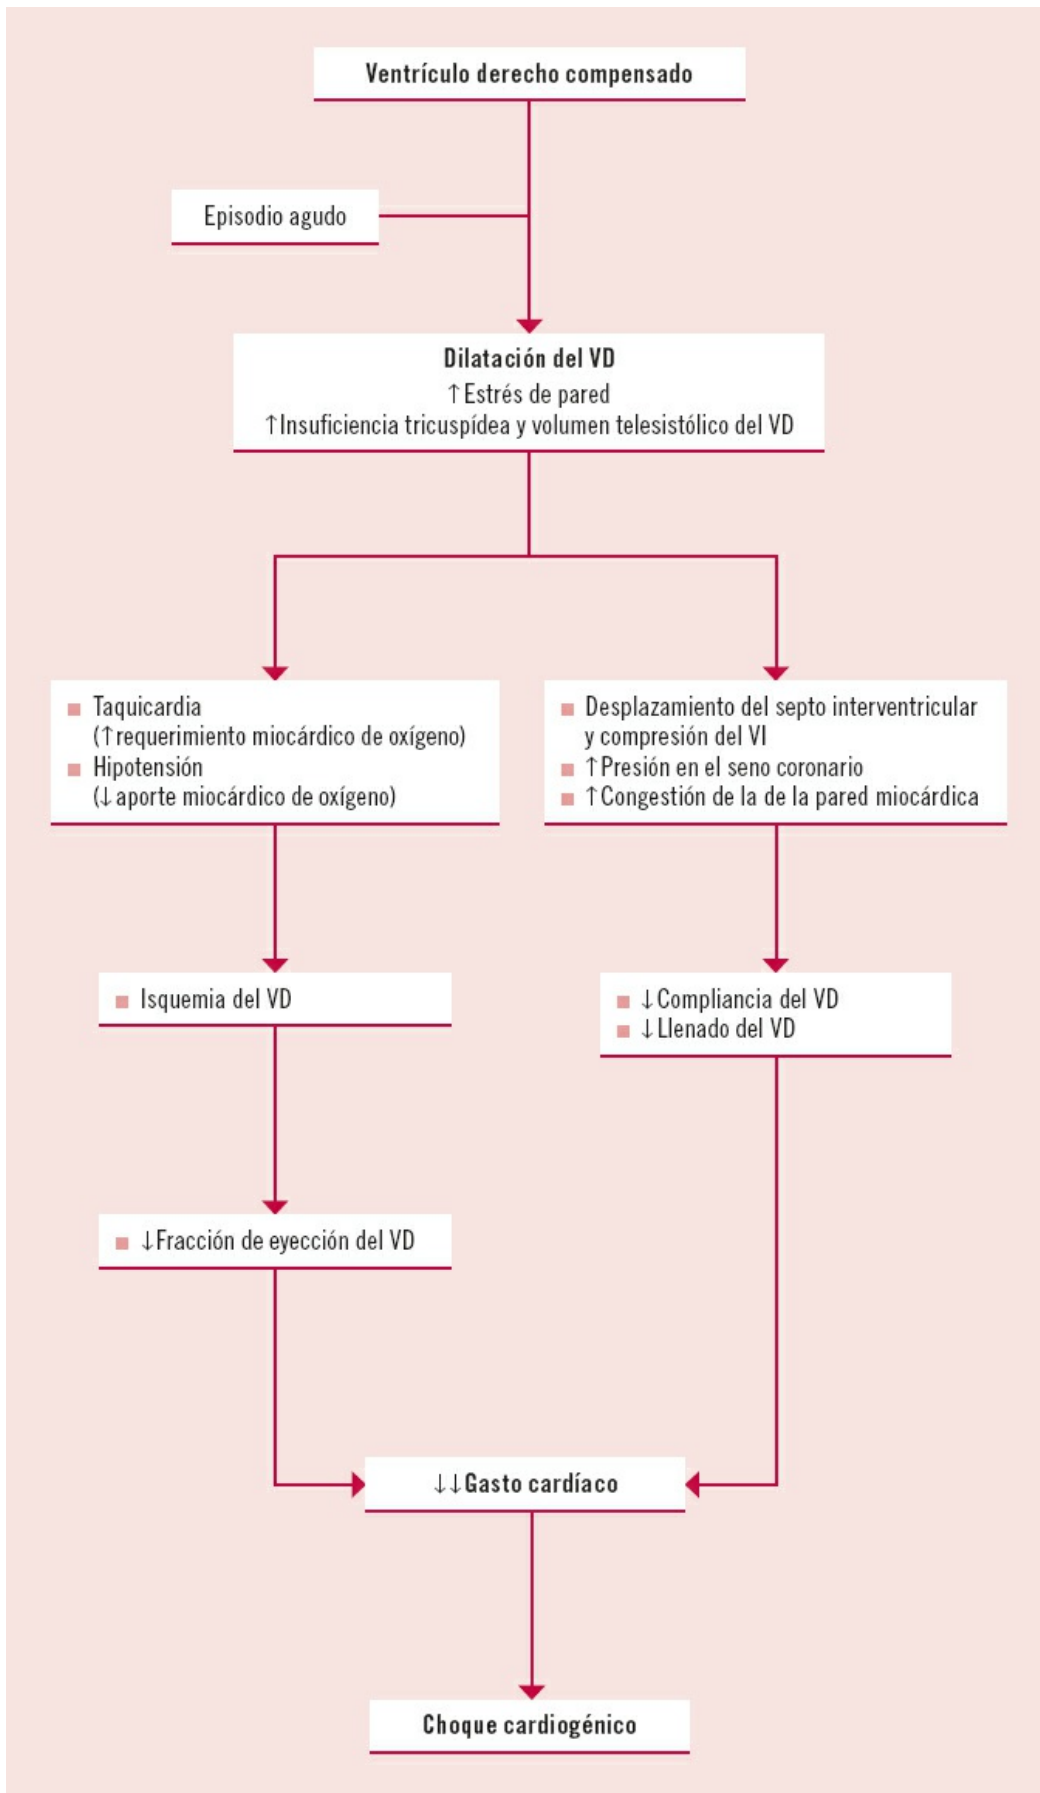 Ventrículo derecho compensado
Episodio agudo
Dilatación del VD
↑Estrés de pared
↑Insuficiencia tricuspídea y volumen telesistólico del VD
Taquicardia
(↑requerimiento miocárdico de oxígeno)
Hipotensión
(↓aporte miocárdico de oxígeno)
Desplazamiento del septo interventricular
y compresión del VI
↑Presión en el seno coronario
↑Congestión de la de la pared miocárdica
Isquemia del VD
↓Compliancia del VD
↓Llenado del VD
↓Fracción de eyección del VD
↓↓Gasto cardíaco
Choque cardiogénico